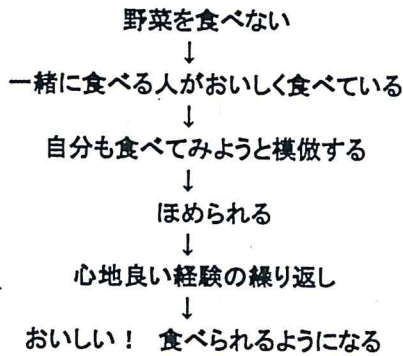 野菜を食べない
↓
一緒に食べる人がおいしく食べている
↓
自分も食べてみようと模倣する
↓
ほめられる
↓
心地良い経験の繰り返し
↓
おいしい！ 食べられるようになる